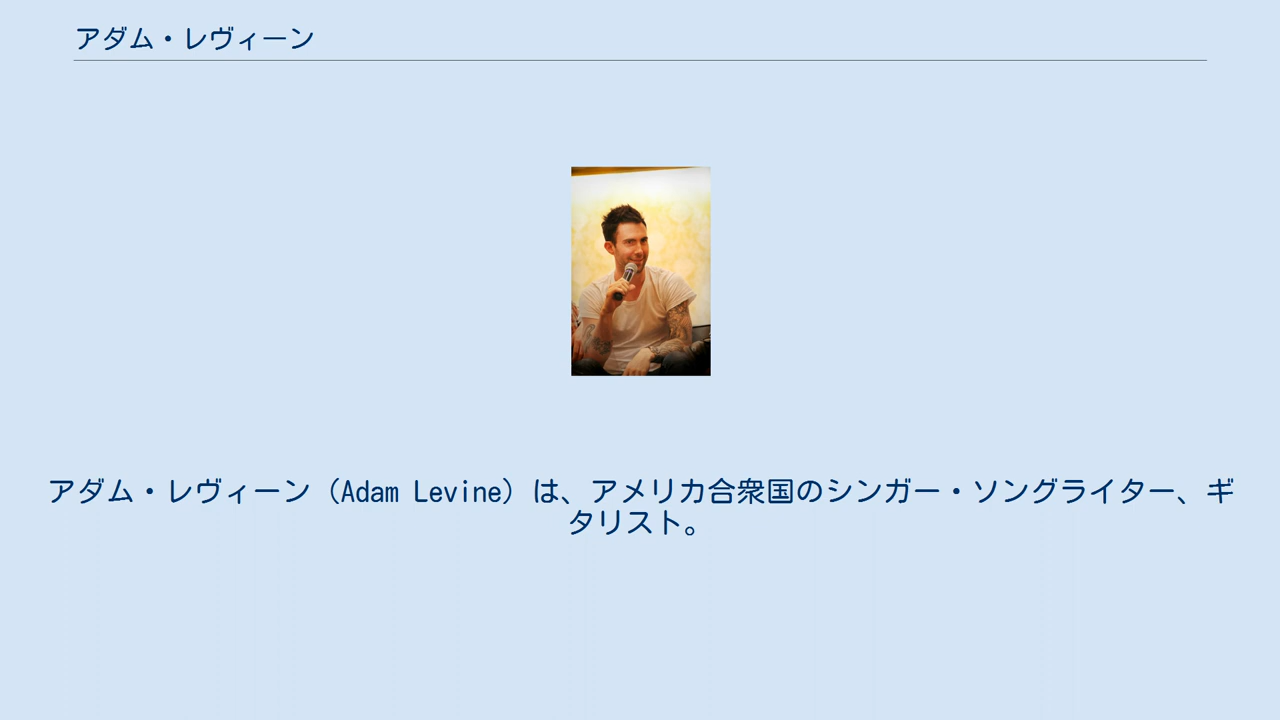 アダム・レヴィーン
アダム・レヴィーン（Adam Levine）は、アメリカ合衆国のシンガー・ソングライター、ギ
タリスト。